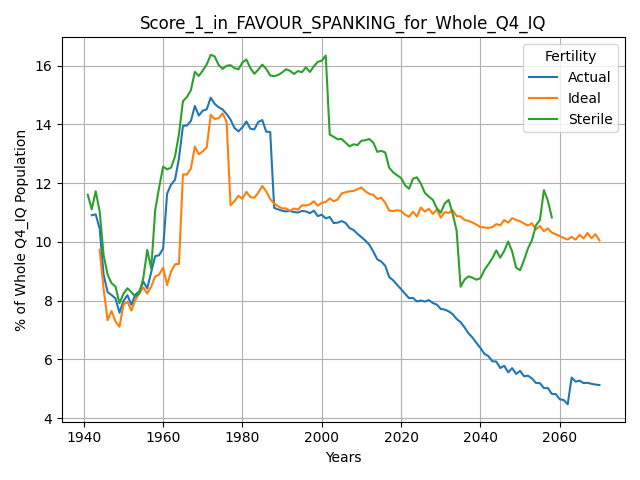 Score_1_in_FAVOUR_SPANKING_for_Whole_Q4_IQ
Fertility
Actual
Ideal
Sterile
% of Whole Q4_IQ Population
16
14
12
10
8
6
4
1940
1960
1980
2000
2020
2040
2060
Years